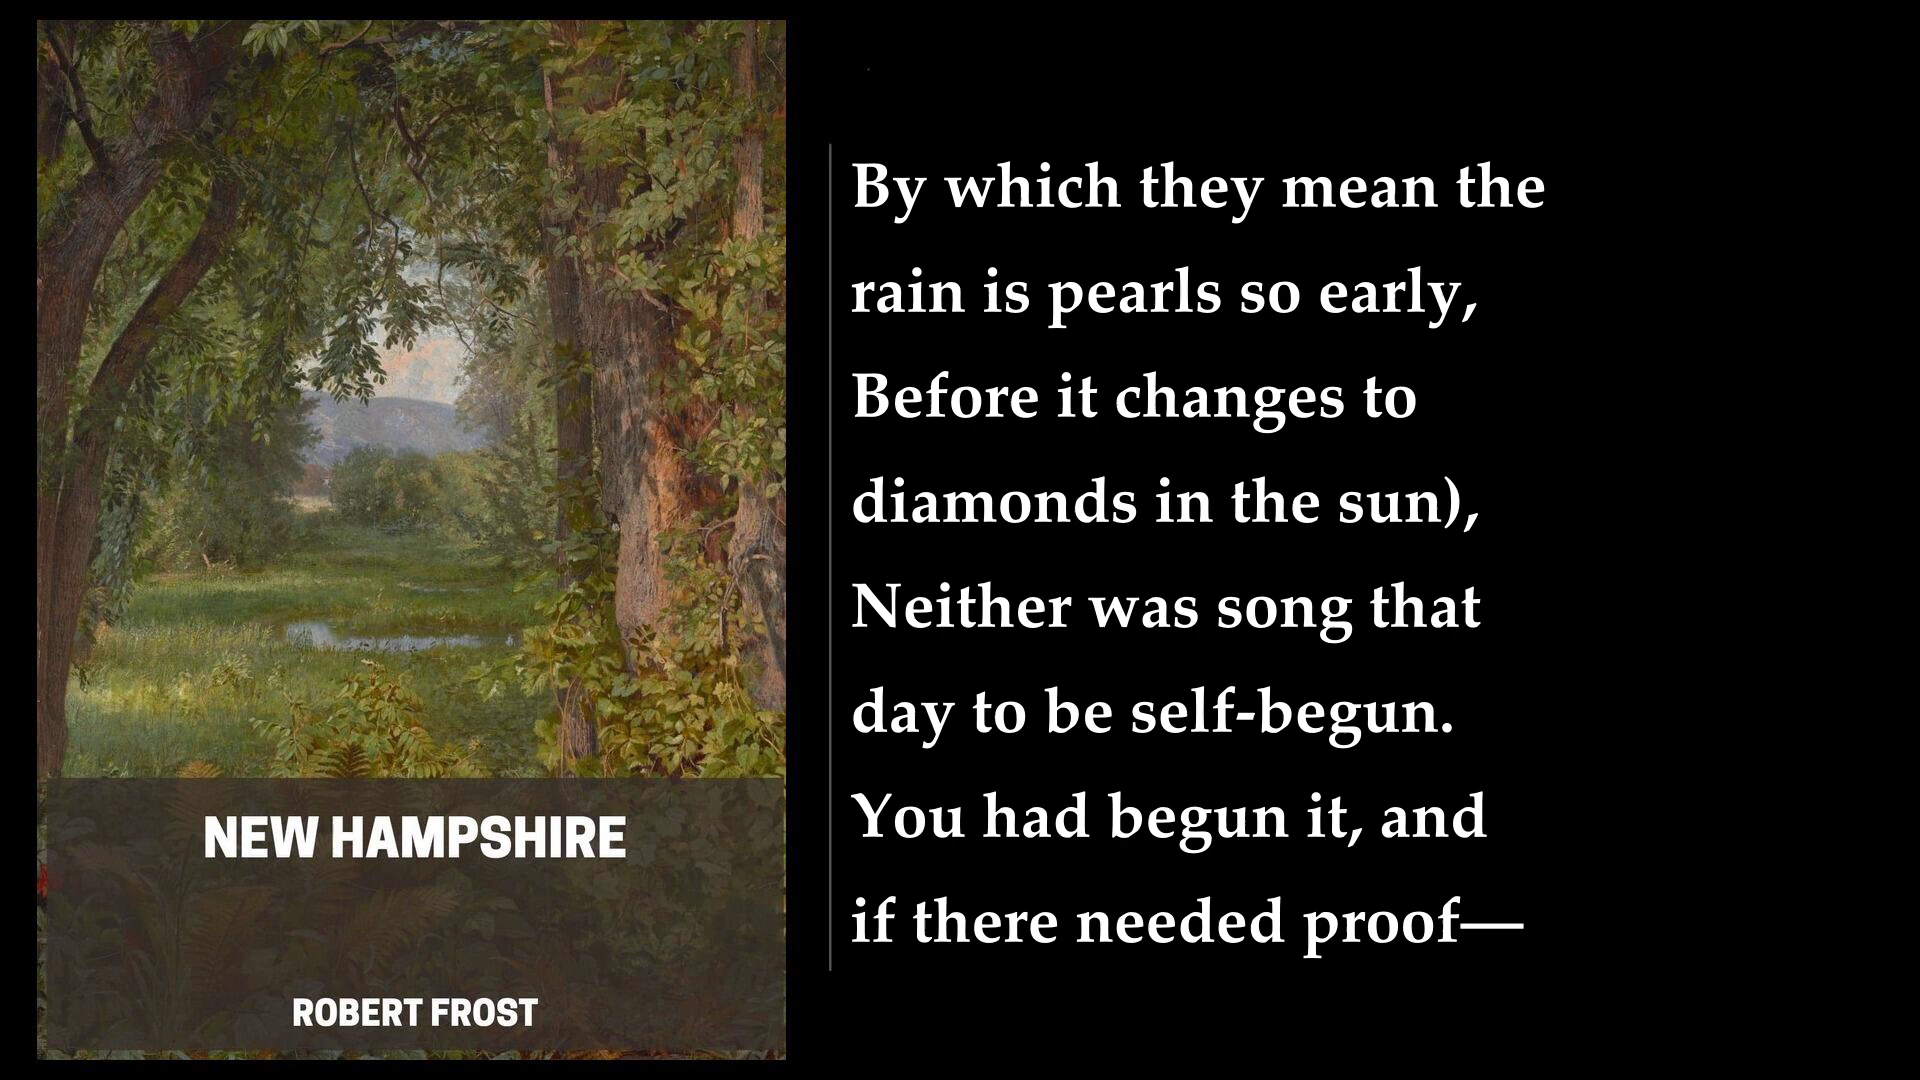 NEW HAMPSHIRE
ROBERT FROST
By which they mean the
rain is pearls so early,
Before it changes to
diamonds in the sun),
Neither was song that
day to be self-begun.
You had begun it, and
if there needed proof—